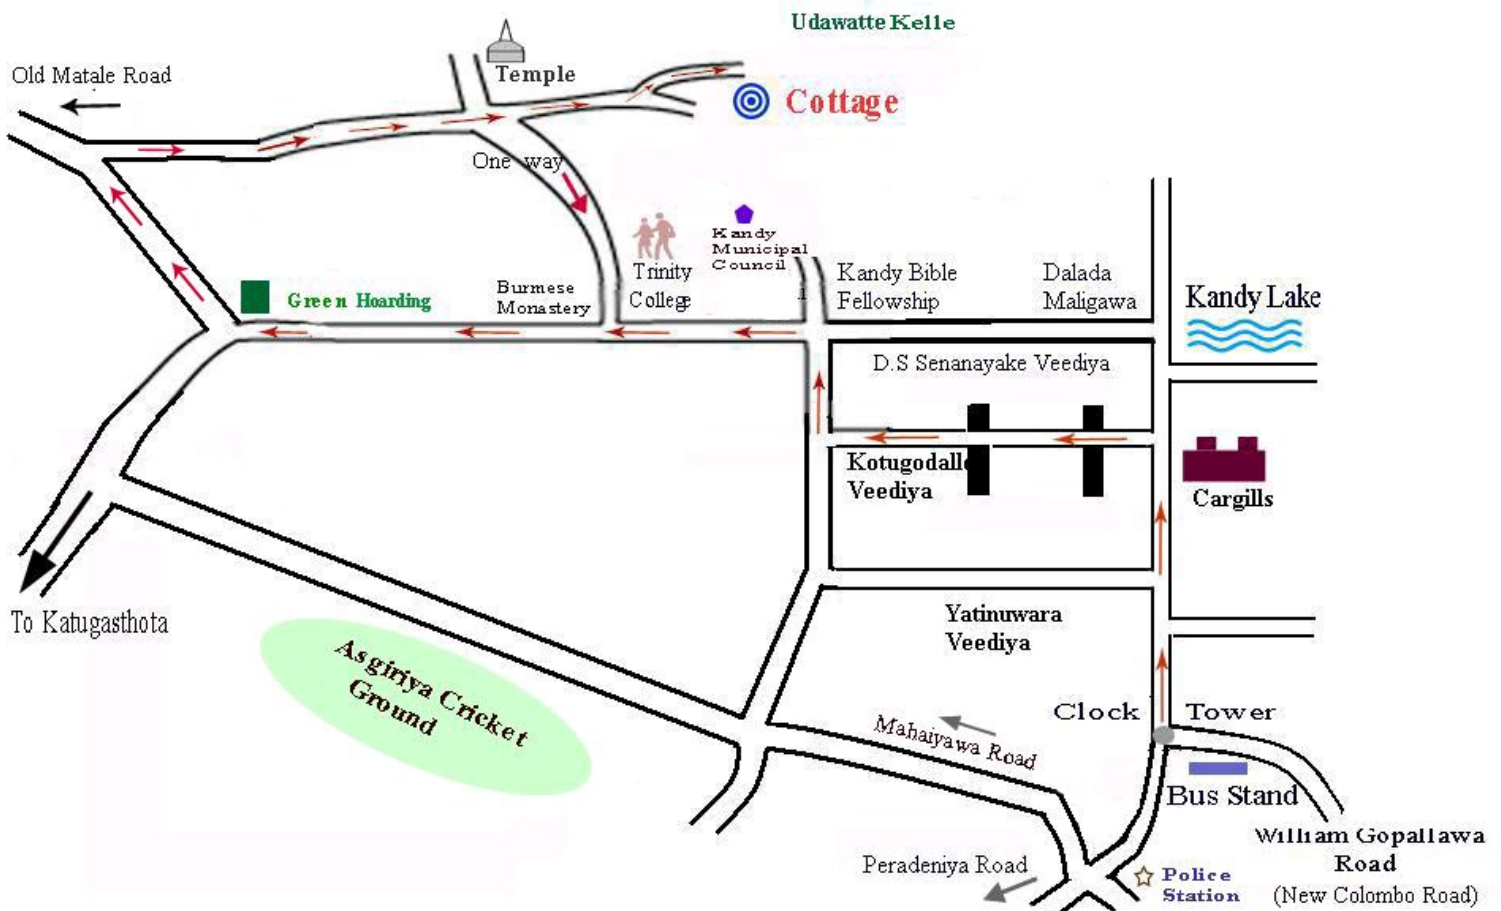 Udawatte Kelle
Old Matale Road
Temple
Cottage
One way
Kandy
Municipal
Council
Trinity
College
Kandy Bible
Fellowship
Dalada
Maligawa
Kandy Lake
Green Hoarding
Burmese
Monastery
D.S Senanayake Veediya
Kotugodalle
Veediya
Cargills
To Katugasthota
Yatinuwara
Veediya
Asgiriya Cricket
Ground
Clock Tower
Mahaiyawa Road
Bus Stand
William Gopallawa
Road
(New Colombo Road)
Peradeniya Road
Police
Station